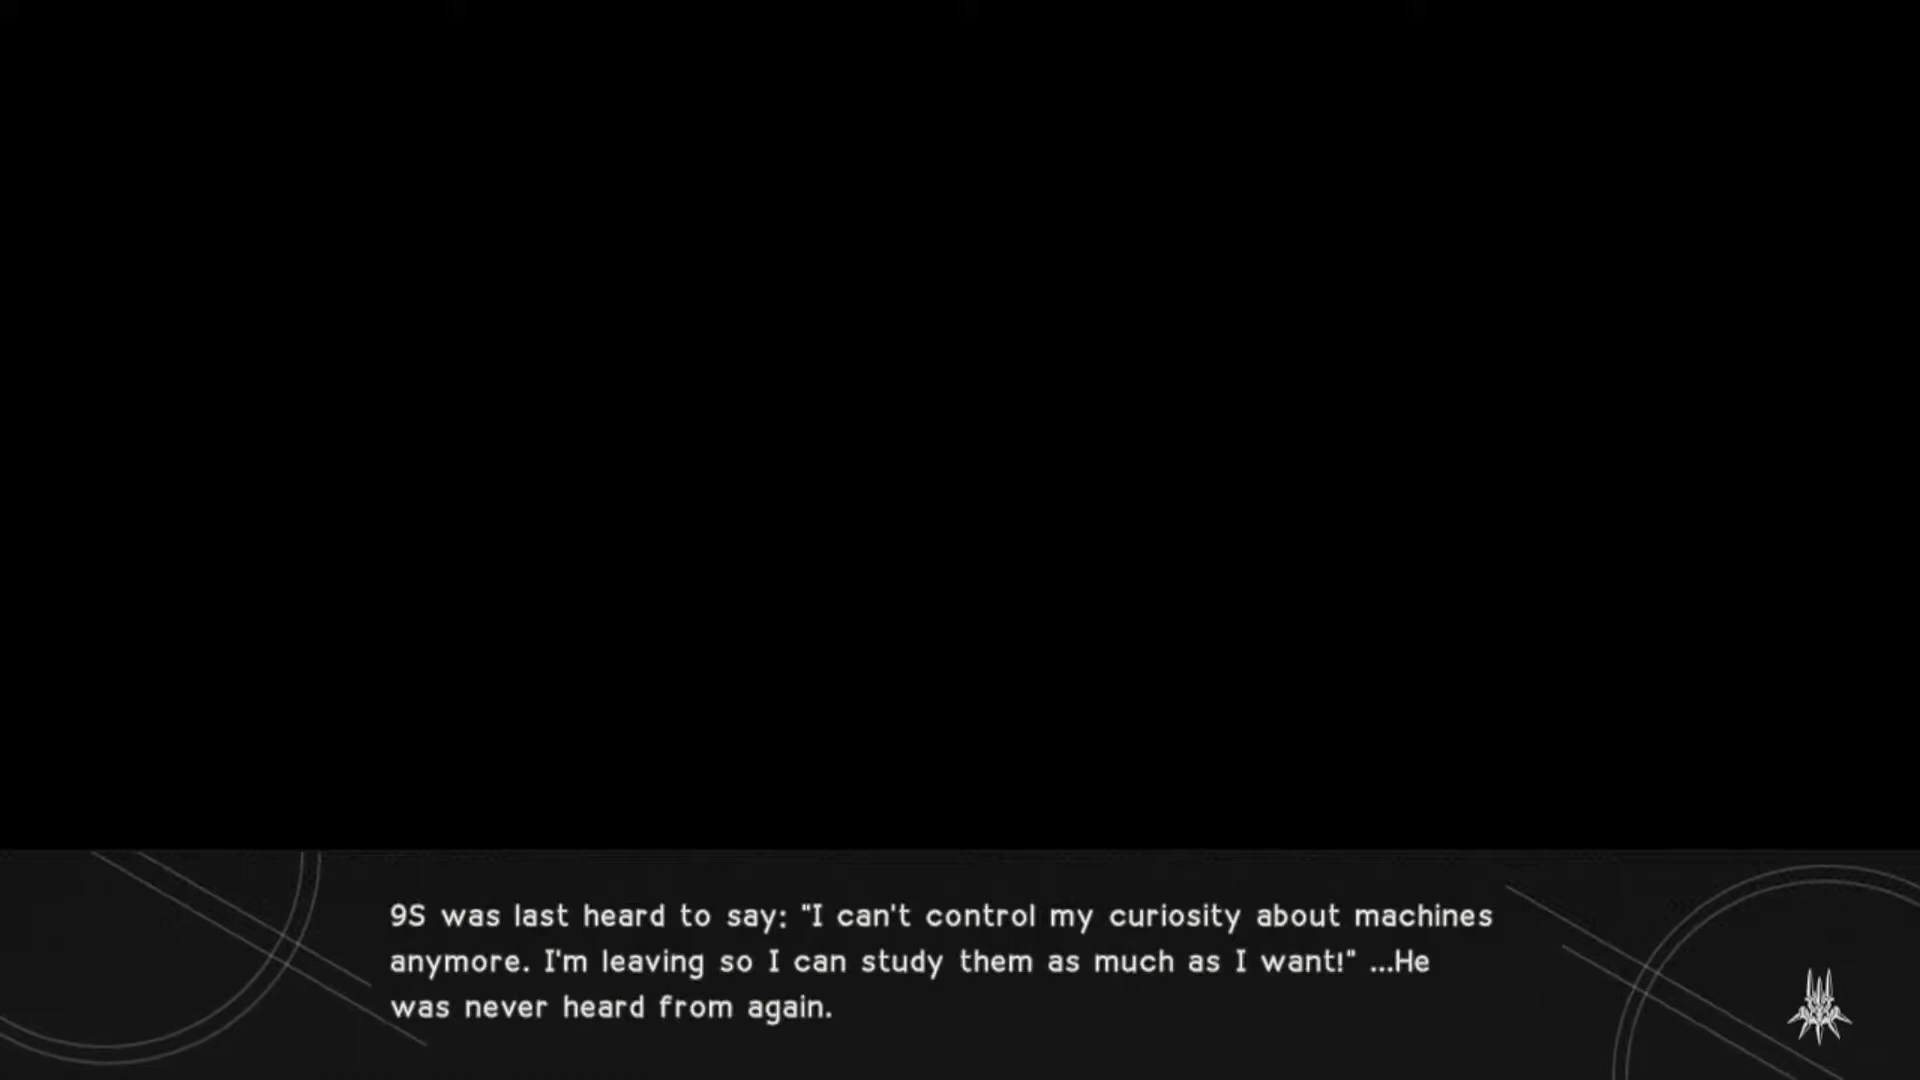 9S was last heard to say: "I can't control my curiosity about machines
anymore. I'm leaving so I can study them as much as I want!" ...He
was never heard from again.